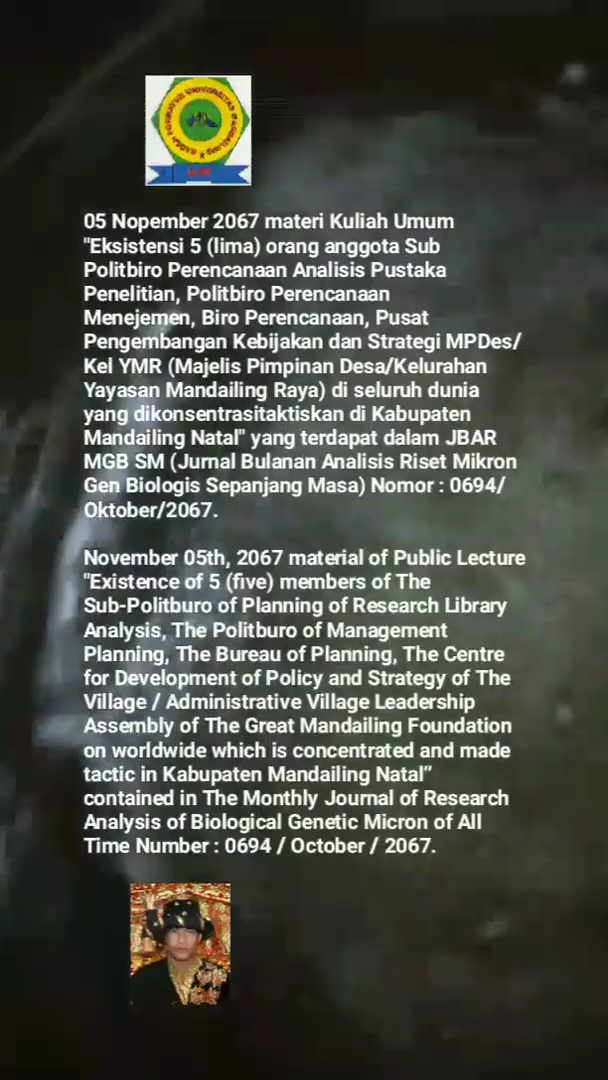 05 Nopember 2067 materi Kuliah Umum
"Eksistensi 5 (lima) orang anggota Sub
Politbiro Perencanaan Analisis Pustaka
Penelitian, Politbiro Perencanaan
Menejemen, Biro Perencanaan, Pusat
Pengembangan Kebijakan dan Strategi MPDes/
Kel YMR (Majelis Pimpinan Desa/Kelurahan
Yayasan Mandailing Raya) di seluruh dunia
yang dikonsentrasitaktiskan di Kabupaten
Mandailing Natal" yang terdapat dalam JBAR
MGB SM (Jurnal Bulanan Analisis Riset Mikron
Gen Biologis Sepanjang Masa) Nomor : 0694/
Oktober/2067.
November 05th, 2067 material of Public Lecture
"Existence of 5 (five) members of The
Sub-Politburo of Planning of Research Library
Analysis, The Politburo of Management
Planning, The Bureau of Planning, The Centre
for Development of Policy and Strategy of The
Village / Administrative Village Leadership
Assembly of The Great Mandailing Foundation
on worldwide which is concentrated and made
tactic in Kabupaten Mandailing Natal”
contained in The Monthly Journal of Research
Analysis of Biological Genetic Micron of All
Time Number : 0694 / October / 2067.